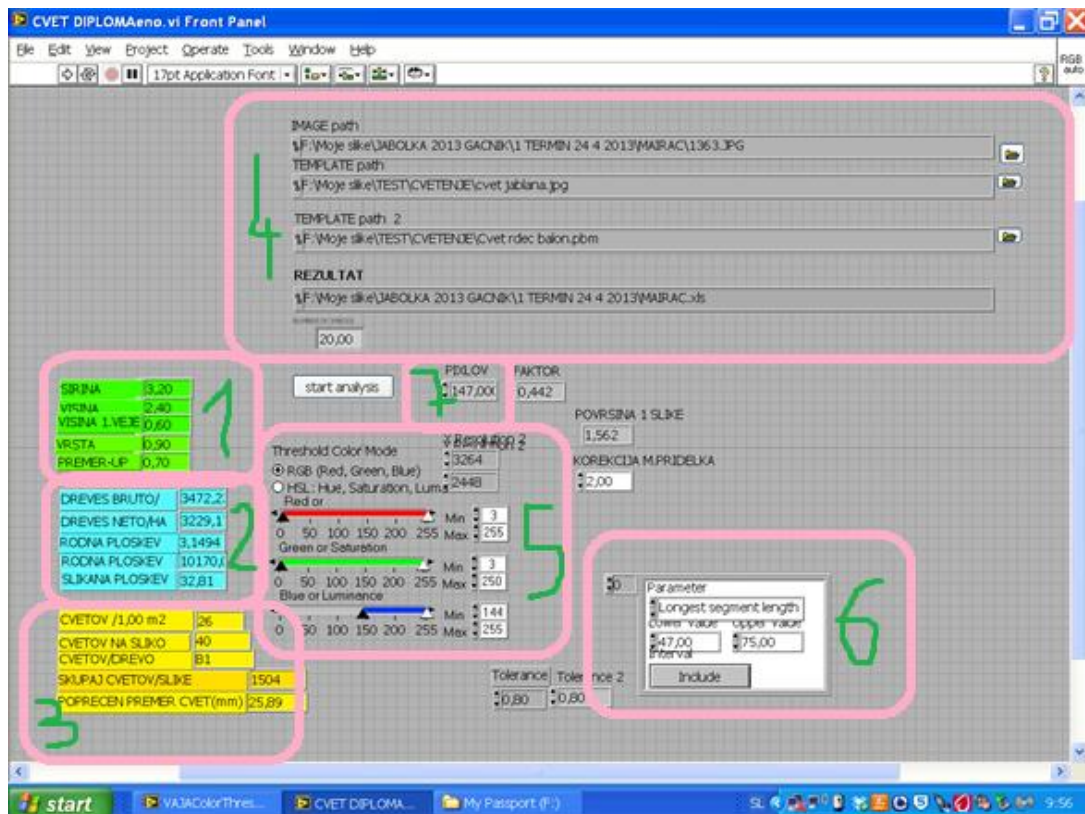 CVET DIPLOMAeno.vi Front Panel
File Edit View Project Operate Tools Window Help
17pt Application Font
RGB
auto
IMAGE path
F:\Moje slike\JABOLKA 2013 GACNIK\1 TERMIN 24 4 2013\MAIRAC\1363.JPG
TEMPLATE path
F:\Moje slike\TEST\CVETENJE\cvet jablana.jpg
TEMPLATE path 2
F:\Moje slike\TEST\CVETENJE\Cvet rdec balon.pbm
4
REZULTAT
F:\Moje slike\JABOLKA 2013 GACNIK\1 TERMIN 24 4 2013\MAIRAC.xls
20,00
SIRINA 3,20
VISINA 2,40
VISINA 1.VEJE 0,60
VRSTA 0,90
PREMER-UP 0,70
1
start analysis
7
PIXLOV
147,00
FAKTOR
0,442
POVRSINA 1 SLIKE
1,562
KOREKCIJA M.PRIDELKA
2,00
DREVES BRUTO/ 3472,2
DREVES NETO/HA 3229,1
RODNA PLOSKEV 3,1494
RODNA PLOSKEV 10170,
SLIKANA PLOSKEV 32,81
2
Threshold Color Mode
RGB (Red, Green, Blue)
HSL: Hue, Saturation, Luma
3264
2448
Red or
0 50 100 150 200 255
Min 3
Max 255
Green or Saturation
0 50 100 150 200 255
Min 3
Max 250
Blue or Luminance
0 50 100 150 200 255
Min 144
Max 255
5
CVETOV /1,00 m2 26
CVETOV NA SLIKO 40
CVETOV/DREVO 81
SKUPAJ CVETOV/SLIKE 1504
POPRECEN PREMER CVET(mm) 25,89
3
Tolerance
0,80
Tolerance 2
0,80
0
Parameter
Longest segment length
Lower value Upper value
47,00 75,00
Interval
Include
6
start
VAJAColorThres...
CVET DIPLOMA...
My Passport (F:)
SL
9:56